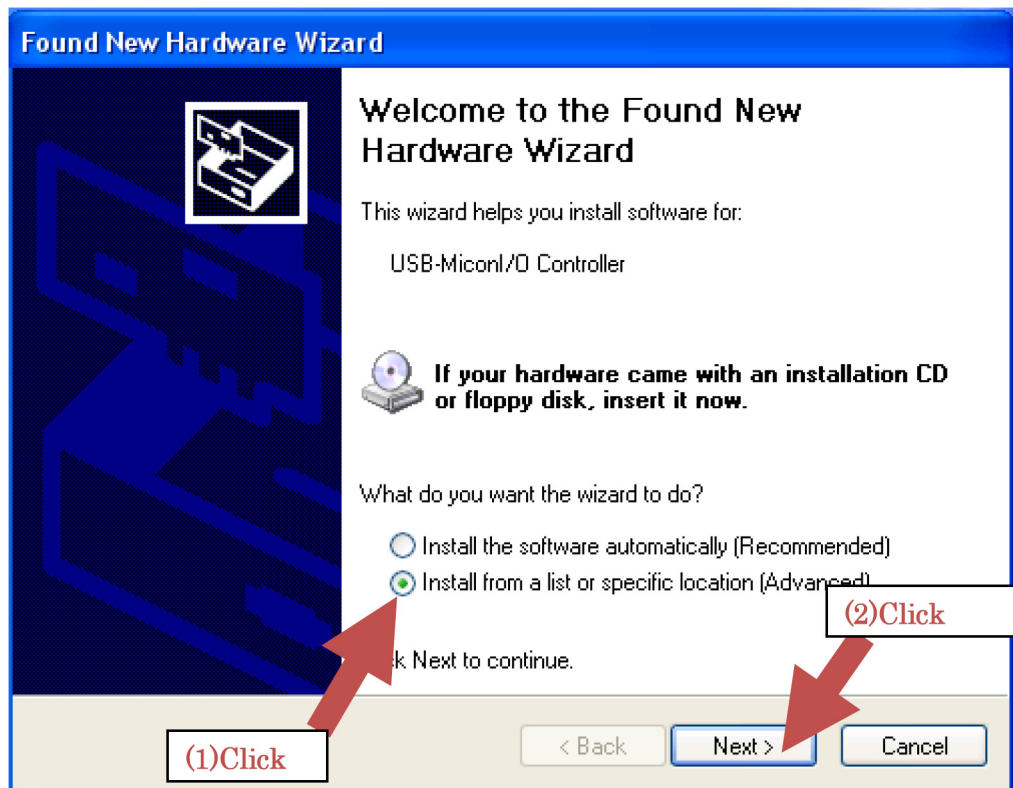 Found New Hardware Wizard
Welcome to the Found New
Hardware Wizard
This wizard helps you install software for:
USB-MiconI/O Controller
If your hardware came with an installation CD
or floppy disk, insert it now.
What do you want the wizard to do?
Install the software automatically (Recommended)
Install from a list or specific location (Advanced)
(2)Click
Next to continue.
(1)Click
< Back
Next >
Cancel